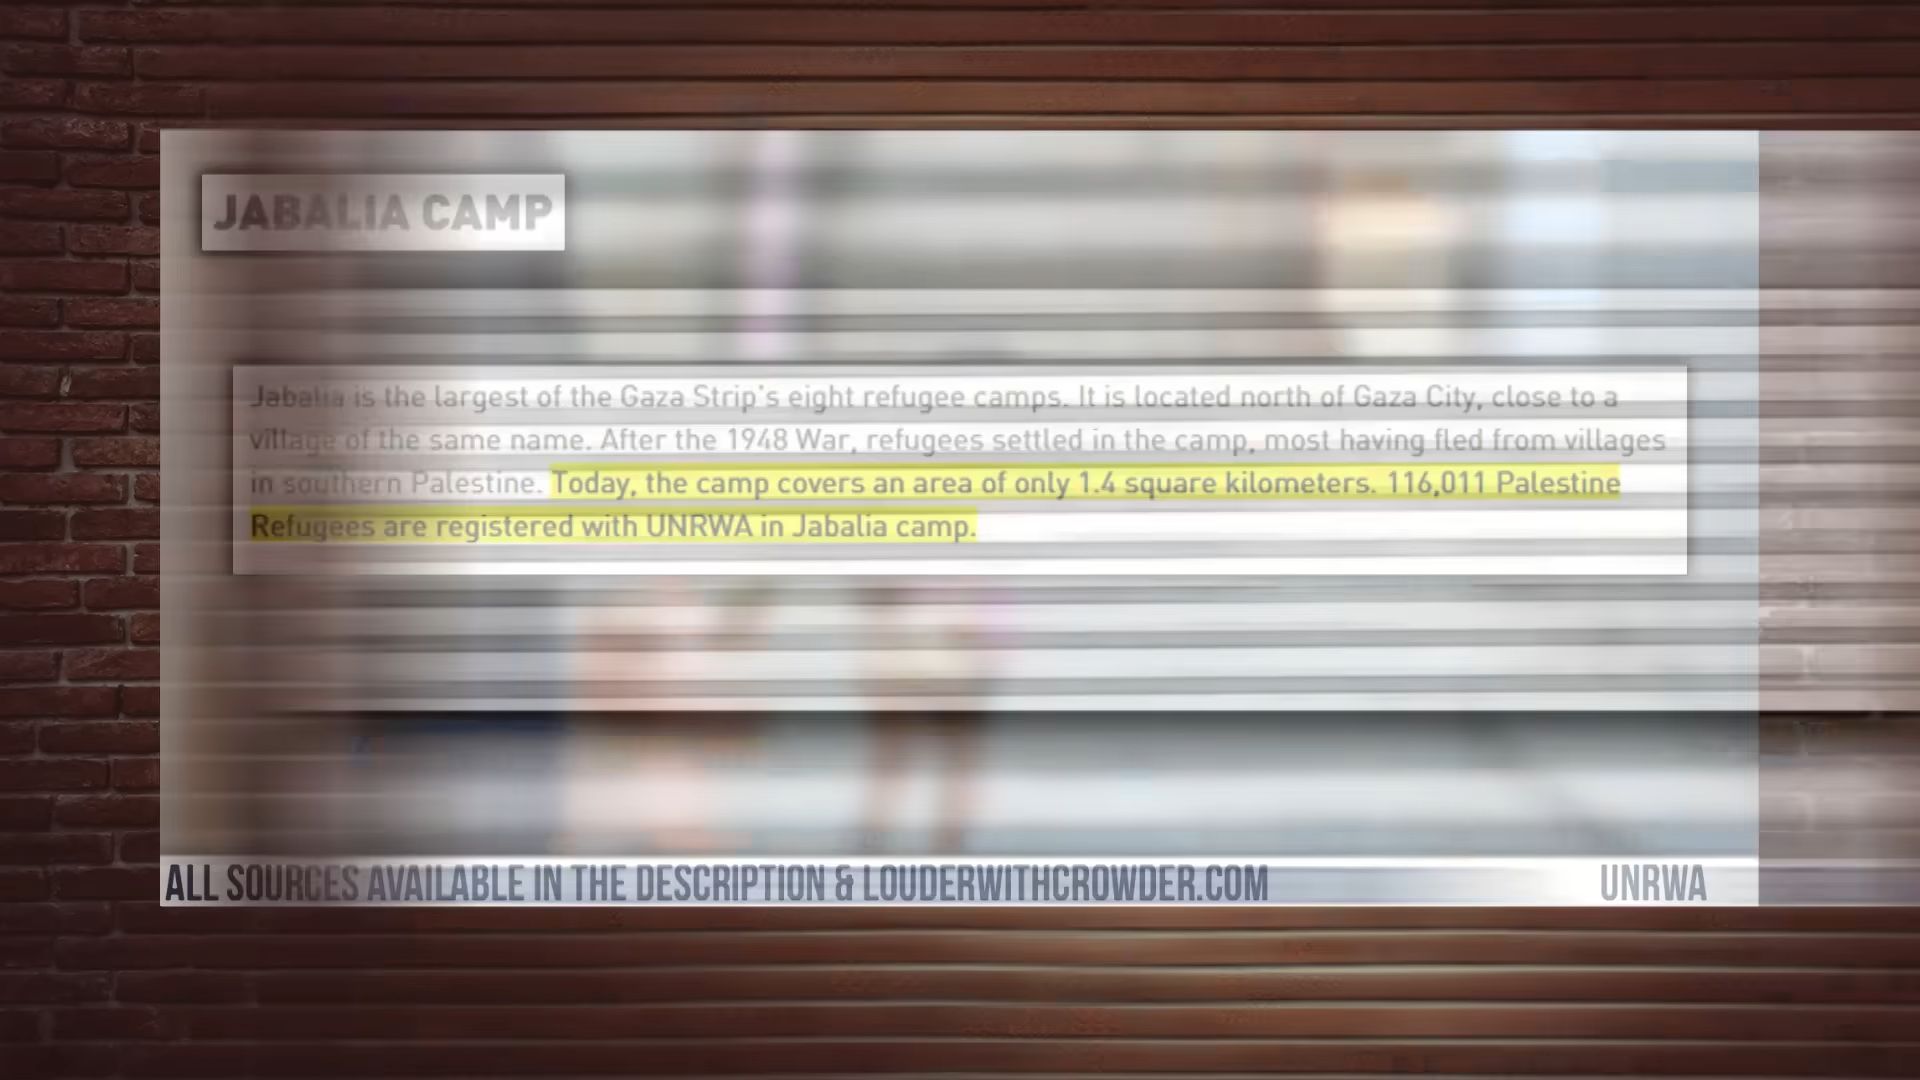 JABALIA CAMP
Jabalia is the largest of the Gaza Strip's eight refugee camps. It is located north of Gaza City, close to a
village of the same name. After the 1948 War, refugees settled in the camp, most having fled from villages
in southern Palestine. Today, the camp covers an area of only 1.4 square kilometers. 116,011 Palestine
Refugees are registered with UNRWA in Jabalia camp.
ALL SOURCES AVAILABLE IN THE DESCRIPTION & LOUDERWITHCROWDER.COM
UNRWA